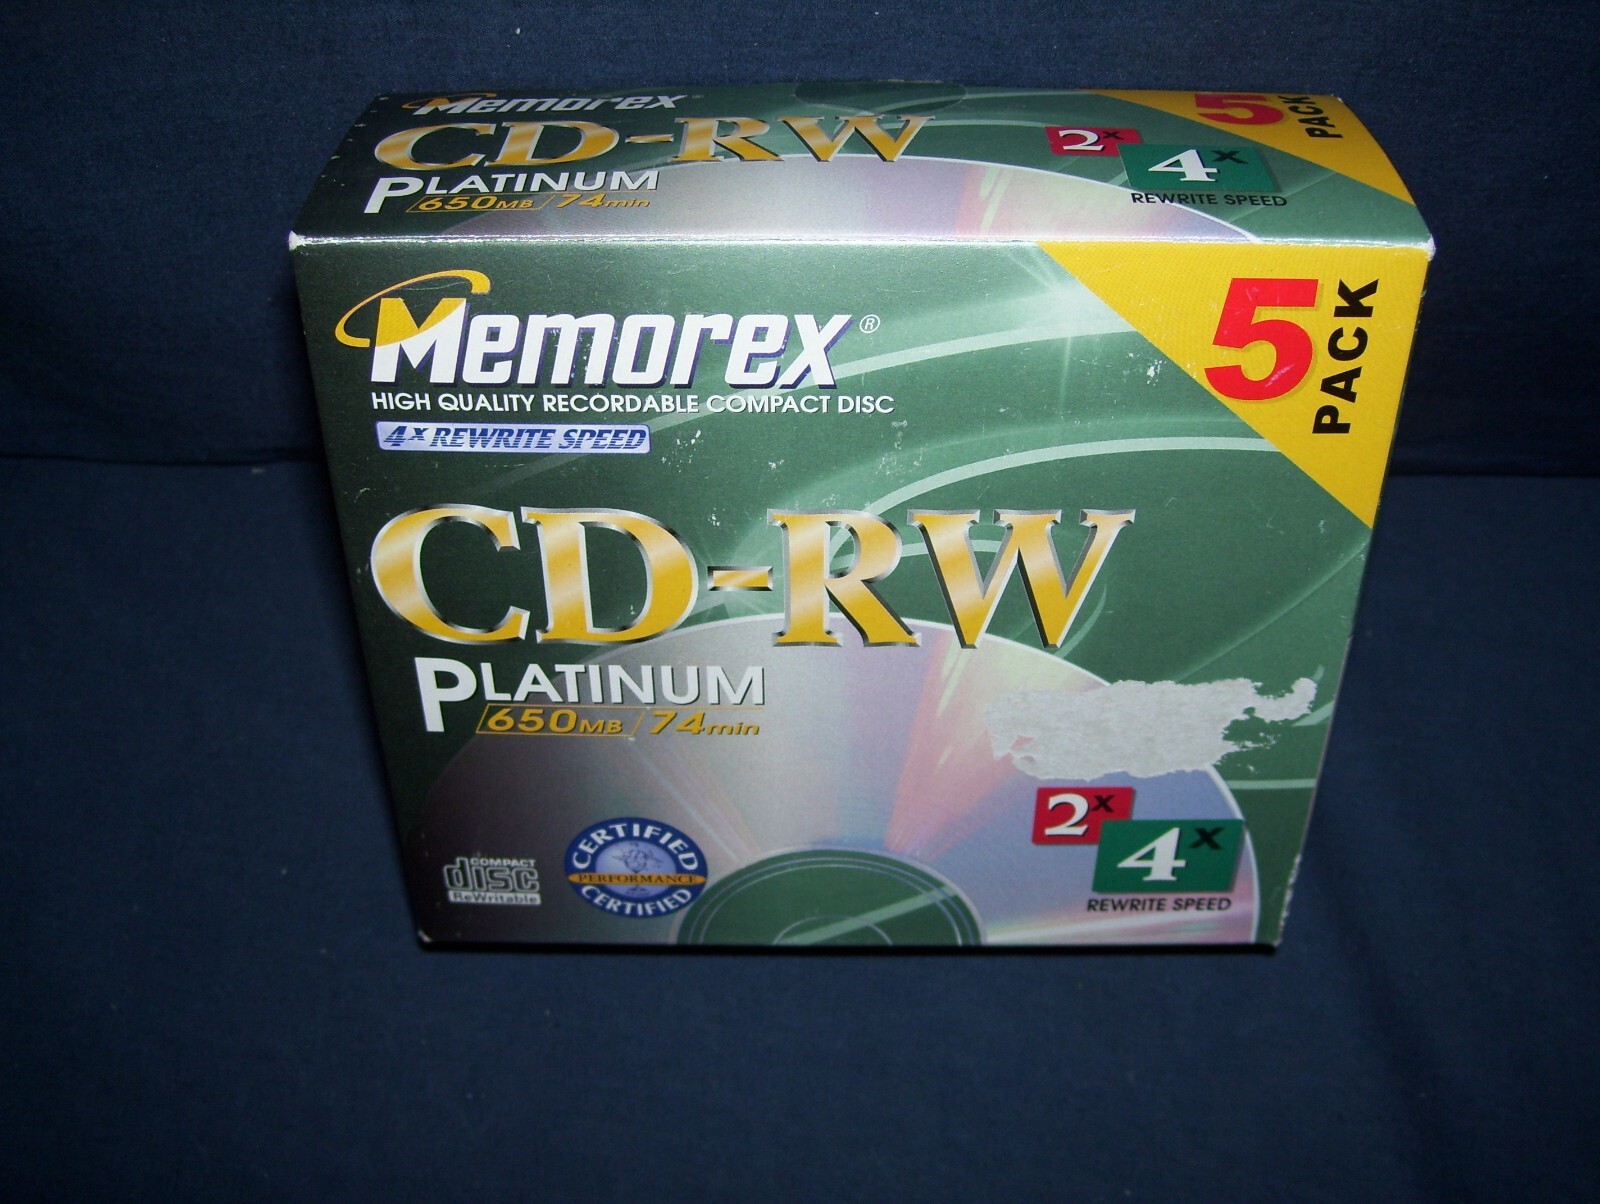 Memorex
CD-RW
PLATINUM
650MB / 74min
2x
4x
REWRITE SPEED
5
PACK
Memorex®
HIGH QUALITY RECORDABLE COMPACT DISC
4x REWRITE SPEED
5
PACK
CD-RW
PLATINUM
650MB / 74min
2x
4x
REWRITE SPEED
COMPACT
disc
ReWritable
CERTIFIED
PERFORMANCE
CERTIFIED